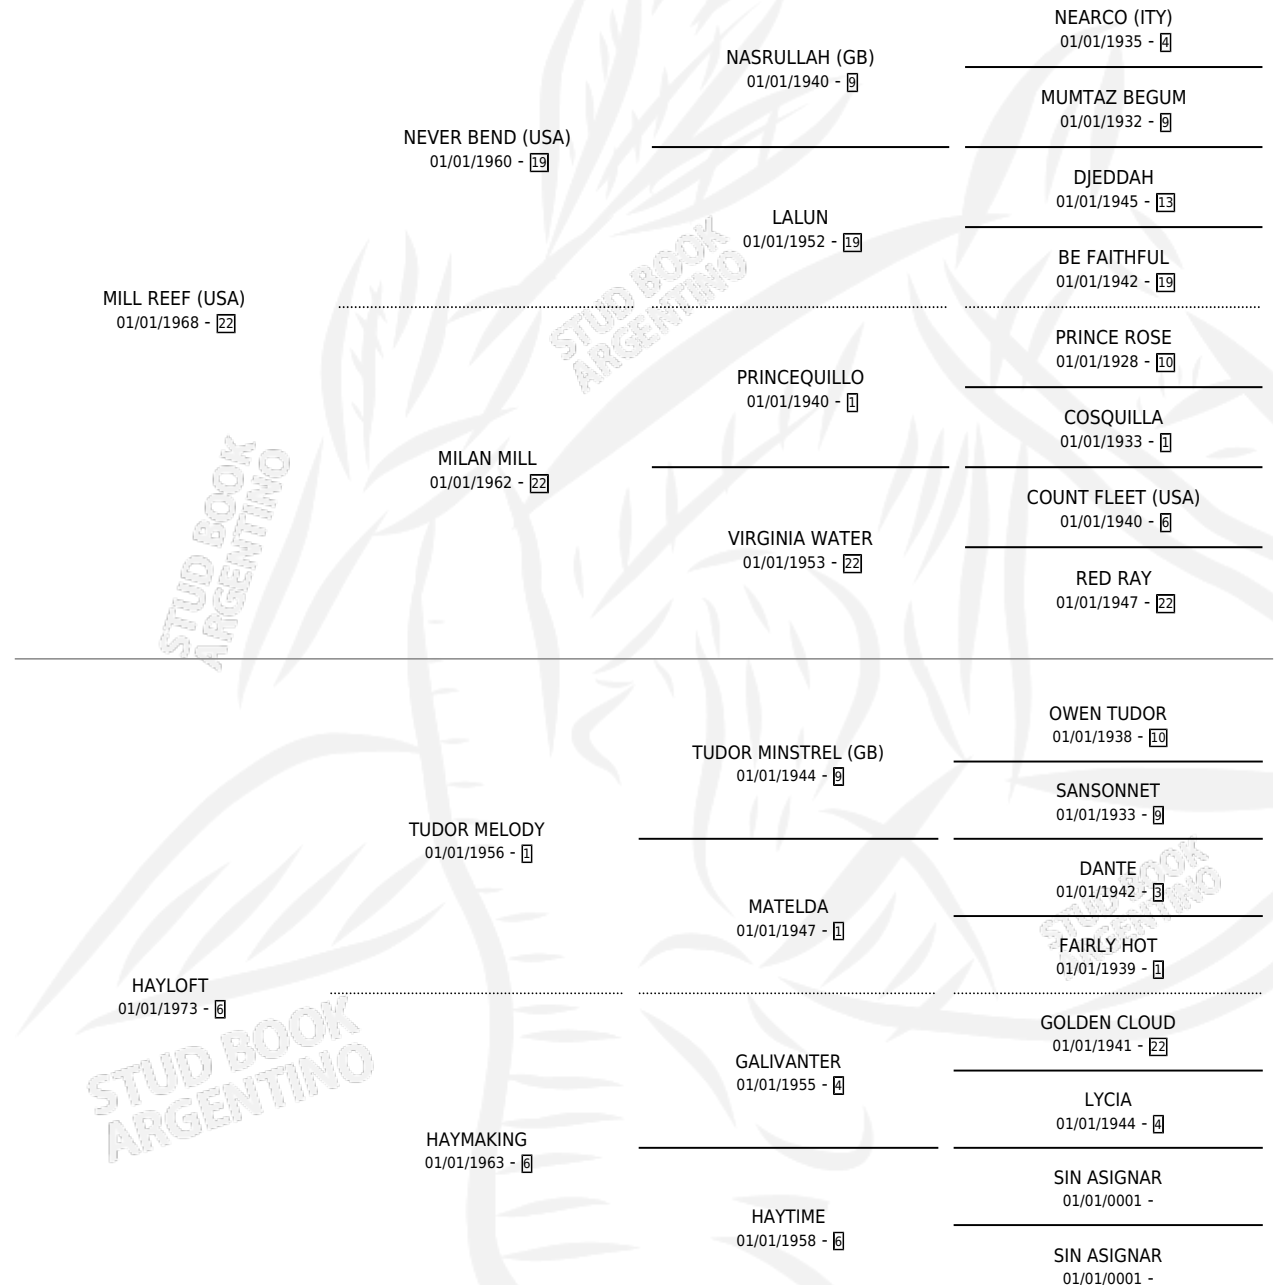 NEARCO (ITY)
01/01/1935 - 4
NASRULLAH (GB)
01/01/1940 - 9
MUMTAZ BEGUM
01/01/1932 - 9
NEVER BEND (USA)
01/01/1960 - 19
DJEDDAH
01/01/1945 - 13
LALUN
01/01/1952 - 19
BE FAITHFUL
01/01/1942 - 19
MILL REEF (USA)
01/01/1968 - 22
STUD BOOK
ARGENTINO
PRINCE ROSE
01/01/1928 - 10
PRINCEQUILLO
01/01/1940 - 1
COSQUILLA
01/01/1933 - 1
MILAN MILL
01/01/1962 - 22
COUNT FLEET (USA)
01/01/1940 - 6
VIRGINIA WATER
01/01/1953 - 22
RED RAY
01/01/1947 - 22
STUD BOOK
ARGENTINO
OWEN TUDOR
01/01/1938 - 10
TUDOR MINSTREL (GB)
01/01/1944 - 9
SANSONNET
01/01/1933 - 9
TUDOR MELODY
01/01/1956 - 1
DANTE
01/01/1942 - 3
MATELDA
01/01/1947 - 1
STUD BOOK
ARGENTINO
FAIRLY HOT
01/01/1939 - 1
HAYLOFT
01/01/1973 - 6
GOLDEN CLOUD
01/01/1941 - 22
GALIVANTER
01/01/1955 - 4
LYCIA
01/01/1944 - 4
STUD BOOK
ARGENTINO
HAYMAKING
01/01/1963 - 6
SIN ASIGNAR
01/01/0001 -
HAYTIME
01/01/1958 - 6
SIN ASIGNAR
01/01/0001 -